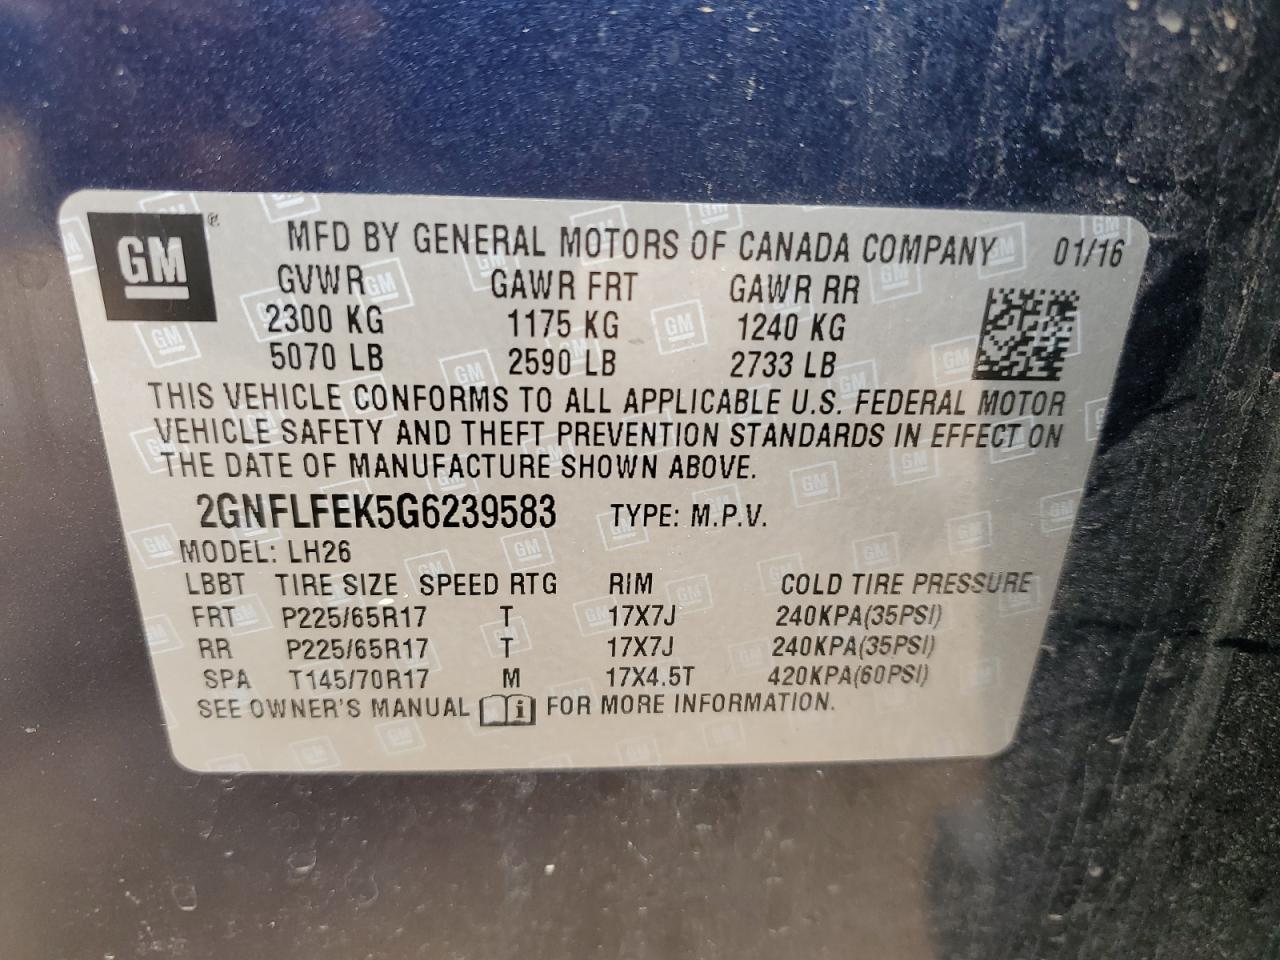 GM®
MFD BY GENERAL MOTORS OF CANADA COMPANY 01/16
GVWR GAWR FRT GAWR RR
2300 KG 1175 KG 1240 KG
5070 LB 2590 LB 2733 LB
THIS VEHICLE CONFORMS TO ALL APPLICABLE U.S. FEDERAL MOTOR
VEHICLE SAFETY AND THEFT PREVENTION STANDARDS IN EFFECT ON
THE DATE OF MANUFACTURE SHOWN ABOVE.
2GNFLFEK5G6239583 TYPE: M.P.V.
MODEL: LH26
LBBT TIRE SIZE SPEED RTG RIM COLD TIRE PRESSURE
FRT P225/65R17 T 17X7J 240KPA(35PSI)
RR P225/65R17 T 17X7J 240KPA(35PSI)
SPA T145/70R17 M 17X4.5T 420KPA(60PSI)
SEE OWNER'S MANUAL i FOR MORE INFORMATION.